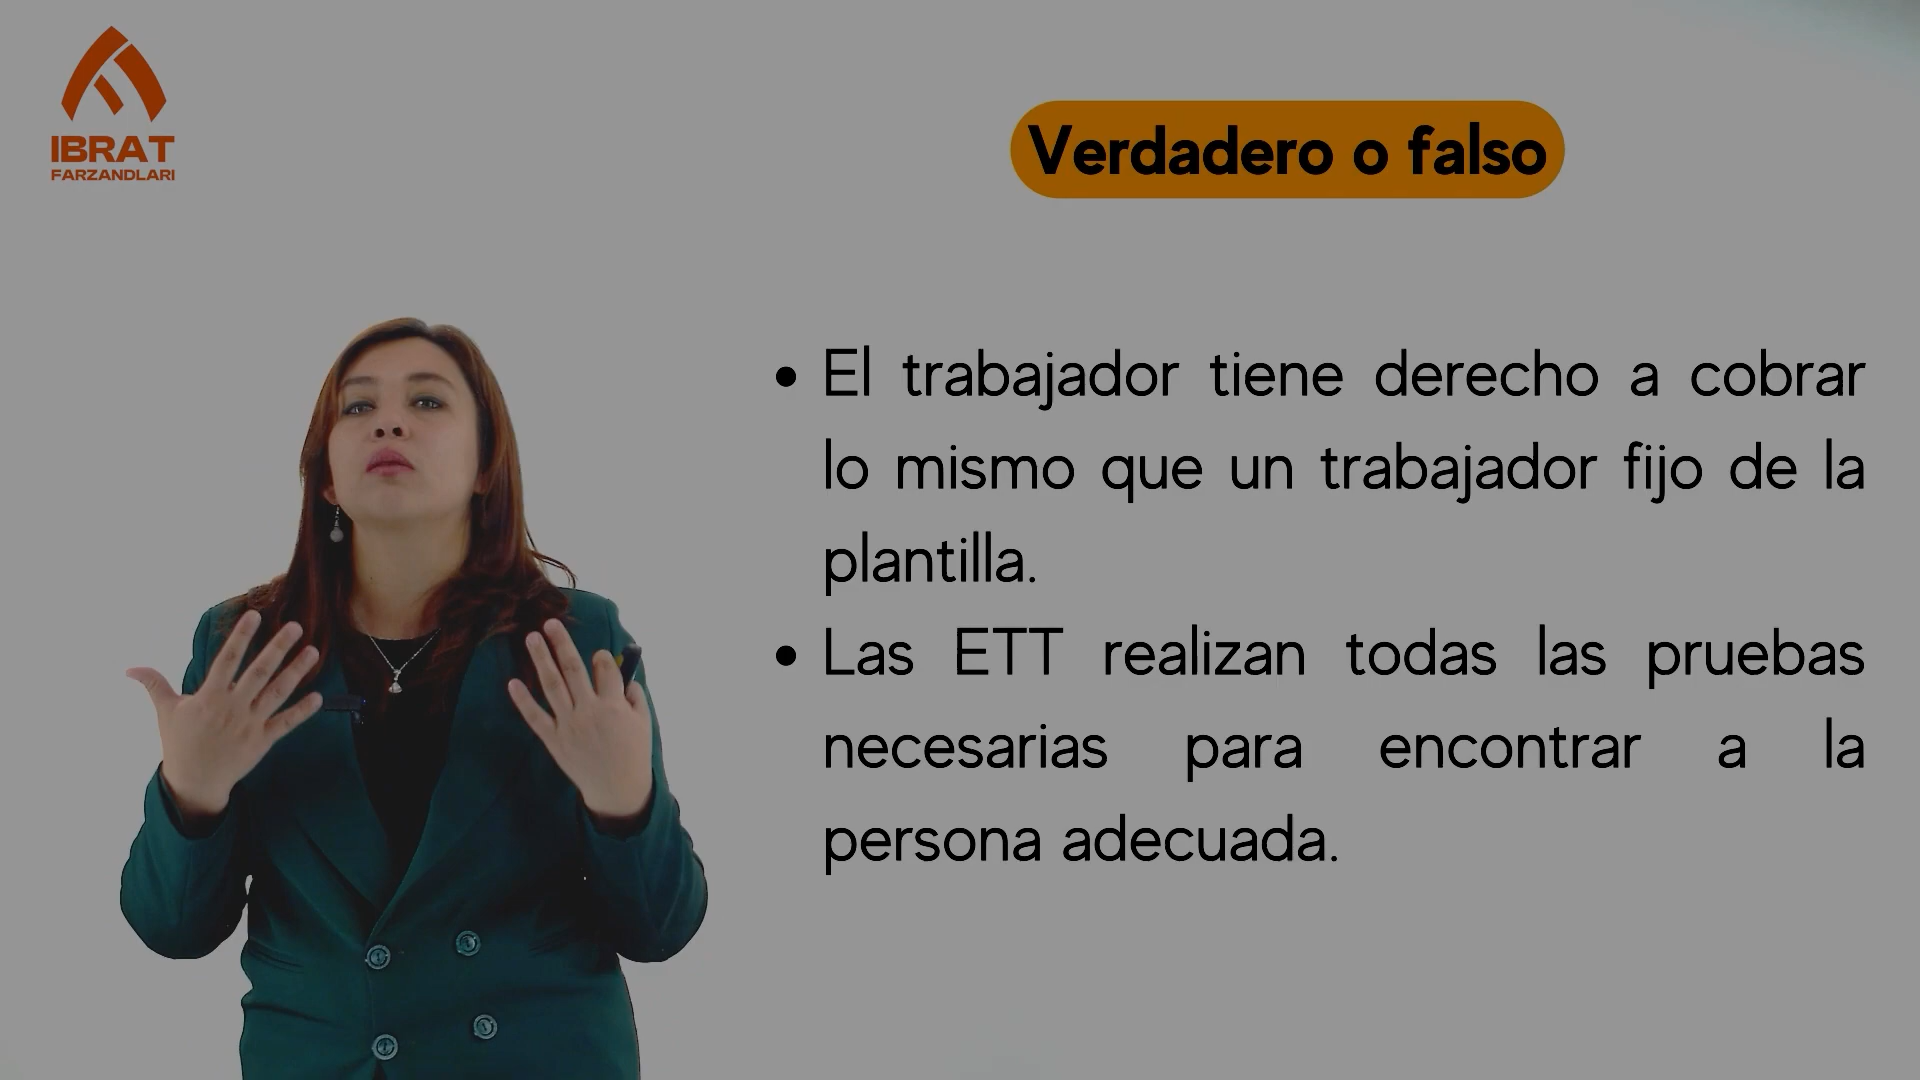 IBRAT
FARZANDLARI
Verdadero o falso
• El trabajador tiene derecho a cobrar
lo mismo que un trabajador fijo de la
plantilla.
• Las ETT realizan todas las pruebas
necesarias para encontrar a la
persona adecuada.